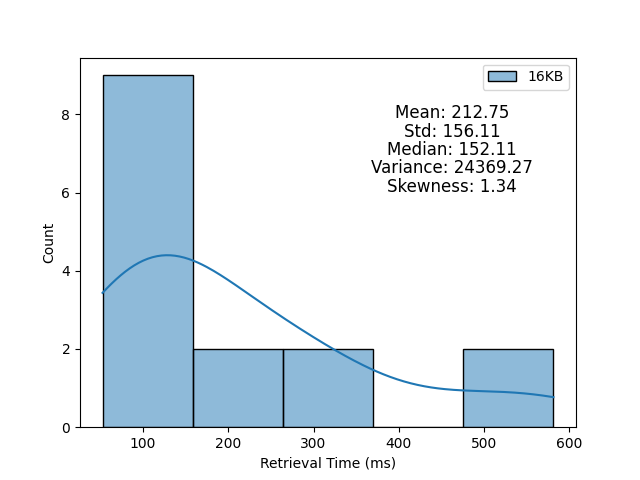 16KB
Mean: 212.75
Std: 156.11
Median: 152.11
Variance: 24369.27
Skewness: 1.34
8
6
4
2
0
Count
100 200 300 400 500 600
Retrieval Time (ms)